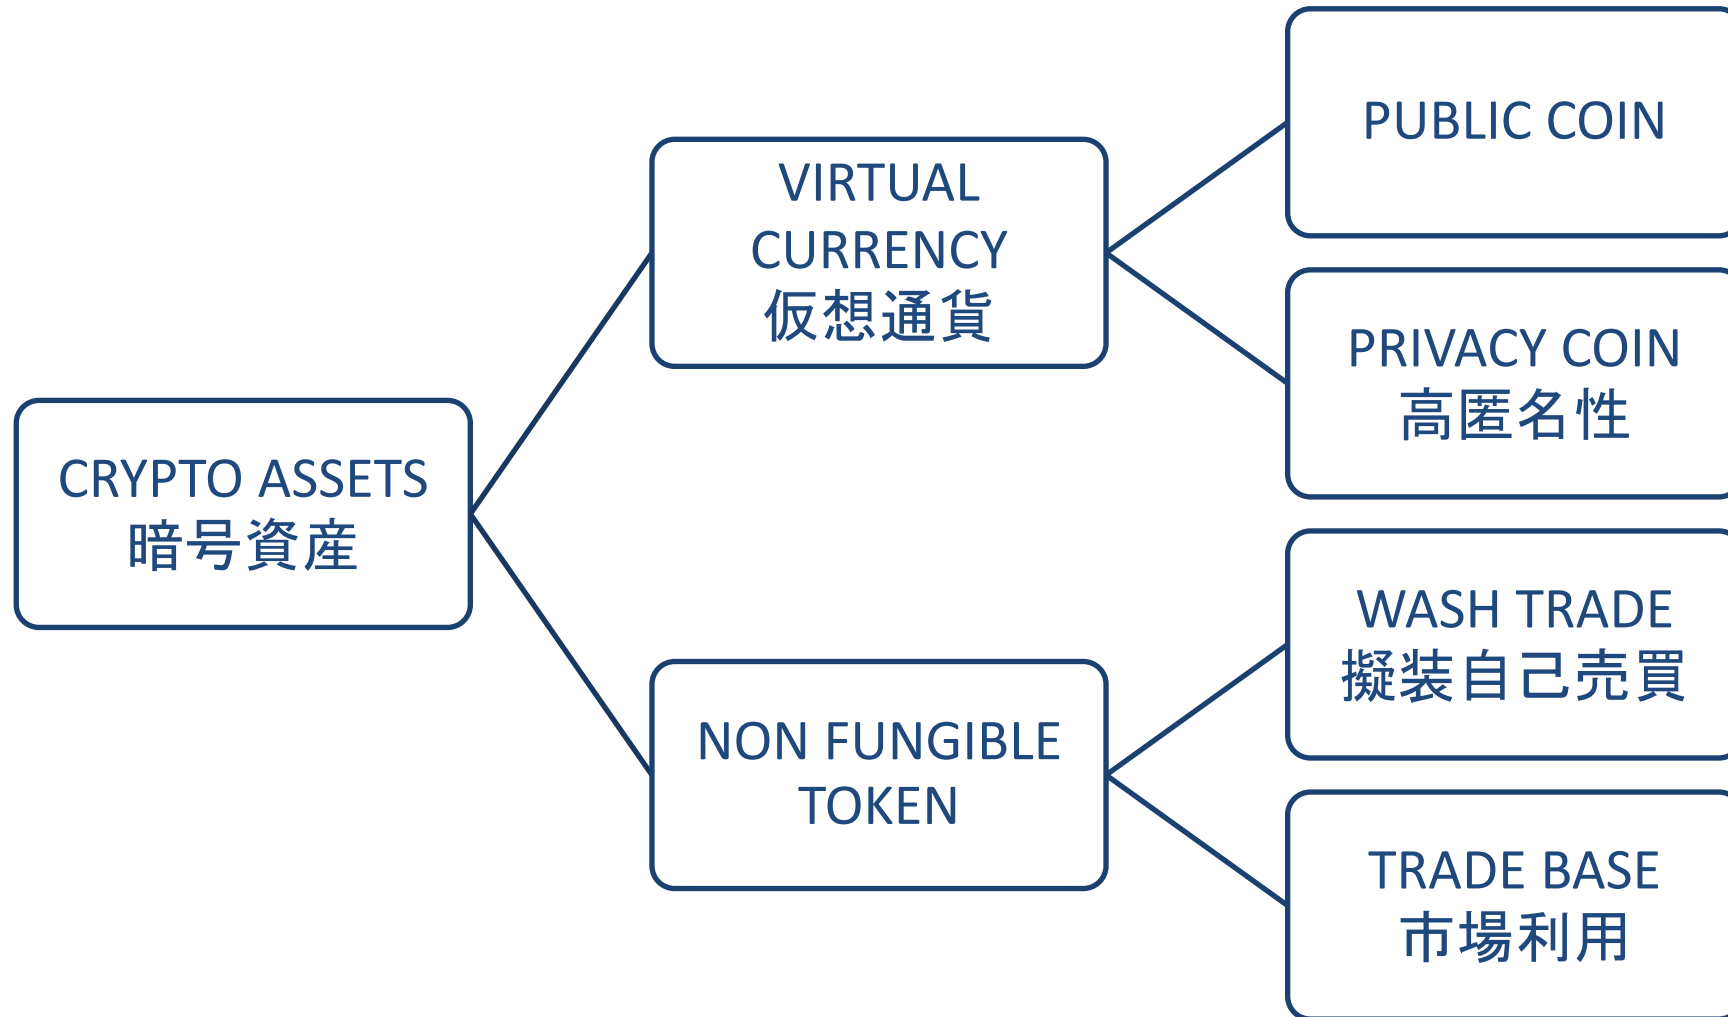 CRYPTO ASSETS
暗号資産
VIRTUAL
CURRENCY
仮想通貨
PUBLIC COIN
PRIVACY COIN
高匿名性
NON FUNGIBLE
TOKEN
WASH TRADE
擬装自己売買
TRADE BASE
市場利用